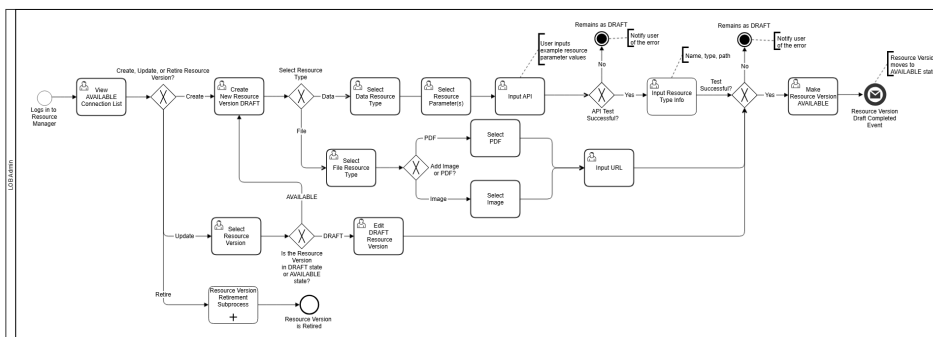 LOB Admin
Logs in to
Resource
Manager
View
AVAILABLE
Connection List
Create, Update, or Retire Resource
Version?
Create
Create
New Resource
Version DRAFT
Select Resource
Type
Data
Select
Data Resource
Type
Select
Resource
Parameter(s)
User inputs
example resource
parameter values
Input API
Remains as DRAFT
Notify user
of the error
No
API Test
Successful?
Yes
Name, type, path
Input Resource
Type Info
Test
Successful?
Remains as DRAFT
Notify user
of the error
No
Yes
Make
Resource Version
AVAILABLE
Resource Versio
moves to
AVAILABLE stat
Resource Version
Draft Completed
Event
File
Select
File Resource
Type
Add Image
or PDF?
PDF
Select
PDF
Image
Select
Image
Input URL
AVAILABLE
Update
Select
Resource
Version
Is the Resource
Version
in DRAFT state
or AVAILABLE
state?
DRAFT
Edit
DRAFT
Resource
Version
Retire
Resource Version
Retirement
Subprocess
Resource Version
is Retired